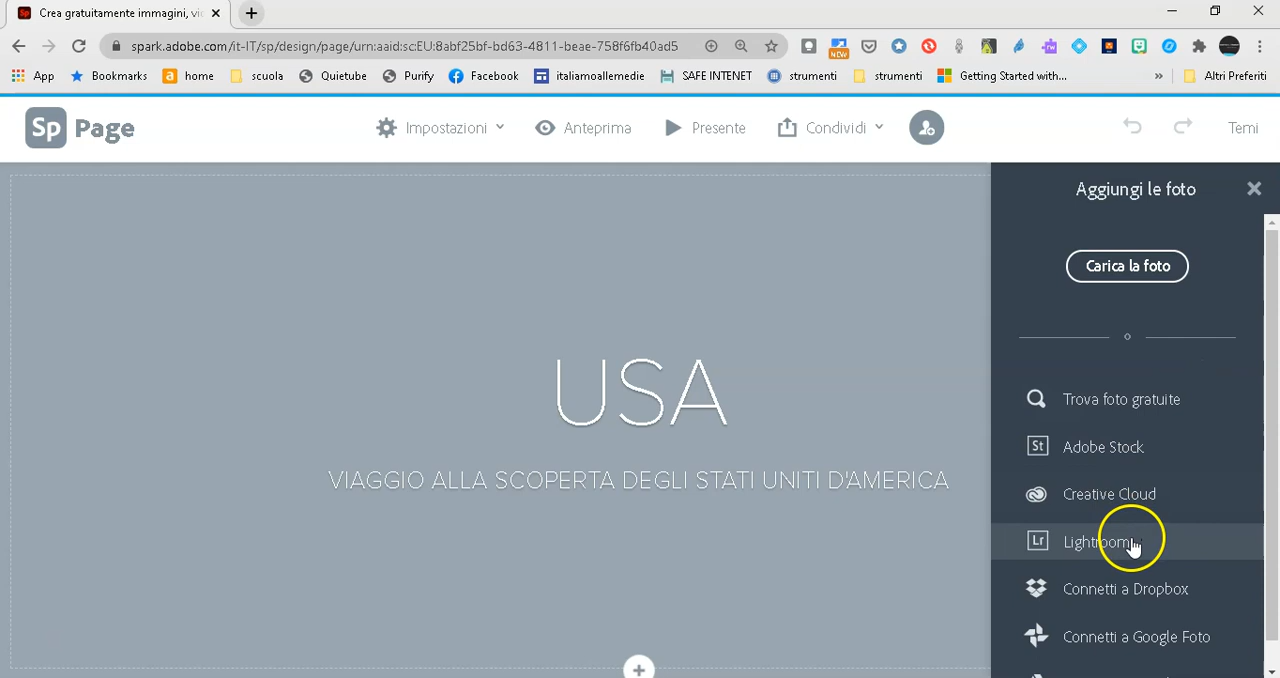 Sp Crea gratuitamente immagini, vi
spark.adobe.com/it-IT/sp/design/page/urn:aaid:sc:EU:8abf25bf-bd63-4811-beae-758f6fb40ad5
NEW rw
App Bookmarks a home scuola Quietube Purify Facebook italiamoallemedie SAFE INTENET strumenti strumenti Getting Started with... » Altri Preferiti
Sp Page Impostazioni Anteprima Presente Condividi Temi
Aggiungi le foto
Carica la foto
USA
VIAGGIO ALLA SCOPERTA DEGLI STATI UNITI D'AMERICA
Trova foto gratuite
St Adobe Stock
Creative Cloud
Lr Lightroom
Connetti a Dropbox
Connetti a Google Foto